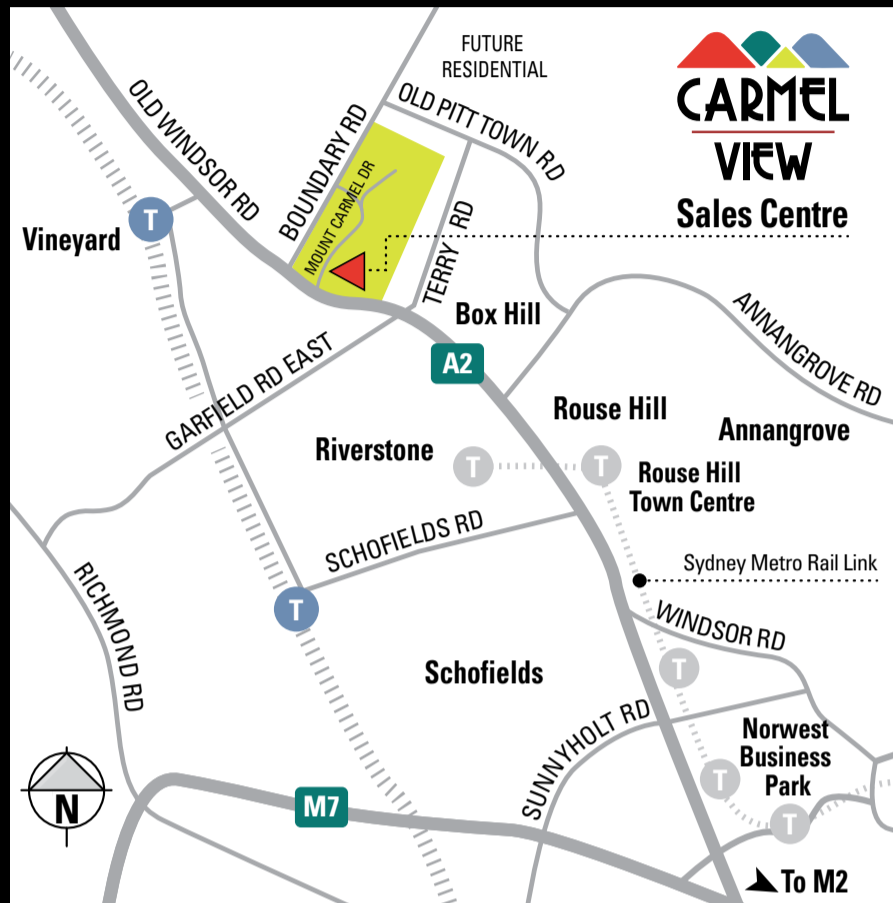 FUTURE
RESIDENTIAL
CARMEL
VIEW
Sales Centre
OLD WINDSOR RD
BOUNDARY RD
OLD PITT TOWN RD
MOUNT CARMEL DR
TERRY RD
Vineyard
T
Box Hill
ANNANGROVE RD
A2
GARFIELD RD EAST
Rouse Hill
Annangrove
Riverstone
T
T
Rouse Hill
Town Centre
SCHOFIELDS RD
Sydney Metro Rail Link
RICHMOND RD
T
WINDSOR RD
Schofields
T
SUNNYHOLT RD
Norwest
Business
Park
T
T
N
M7
To M2